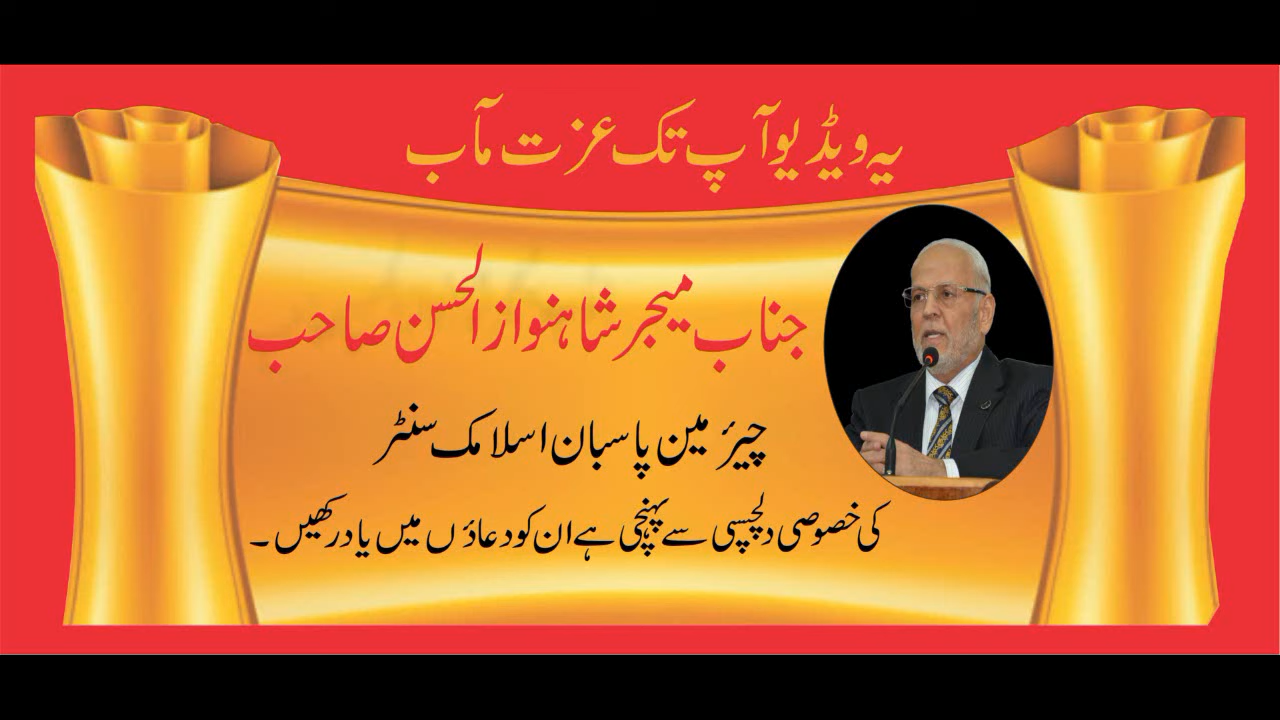 یہ ویڈیو آپ تک عزت مآب
جناب میجر شاہنواز الحسن صاحب
چیئرمین پاسبان اسلامک سنٹر
کی خصوصی دلچسپی سے پہنچی ہے ان کو دعاؤں میں یاد رکھیں۔